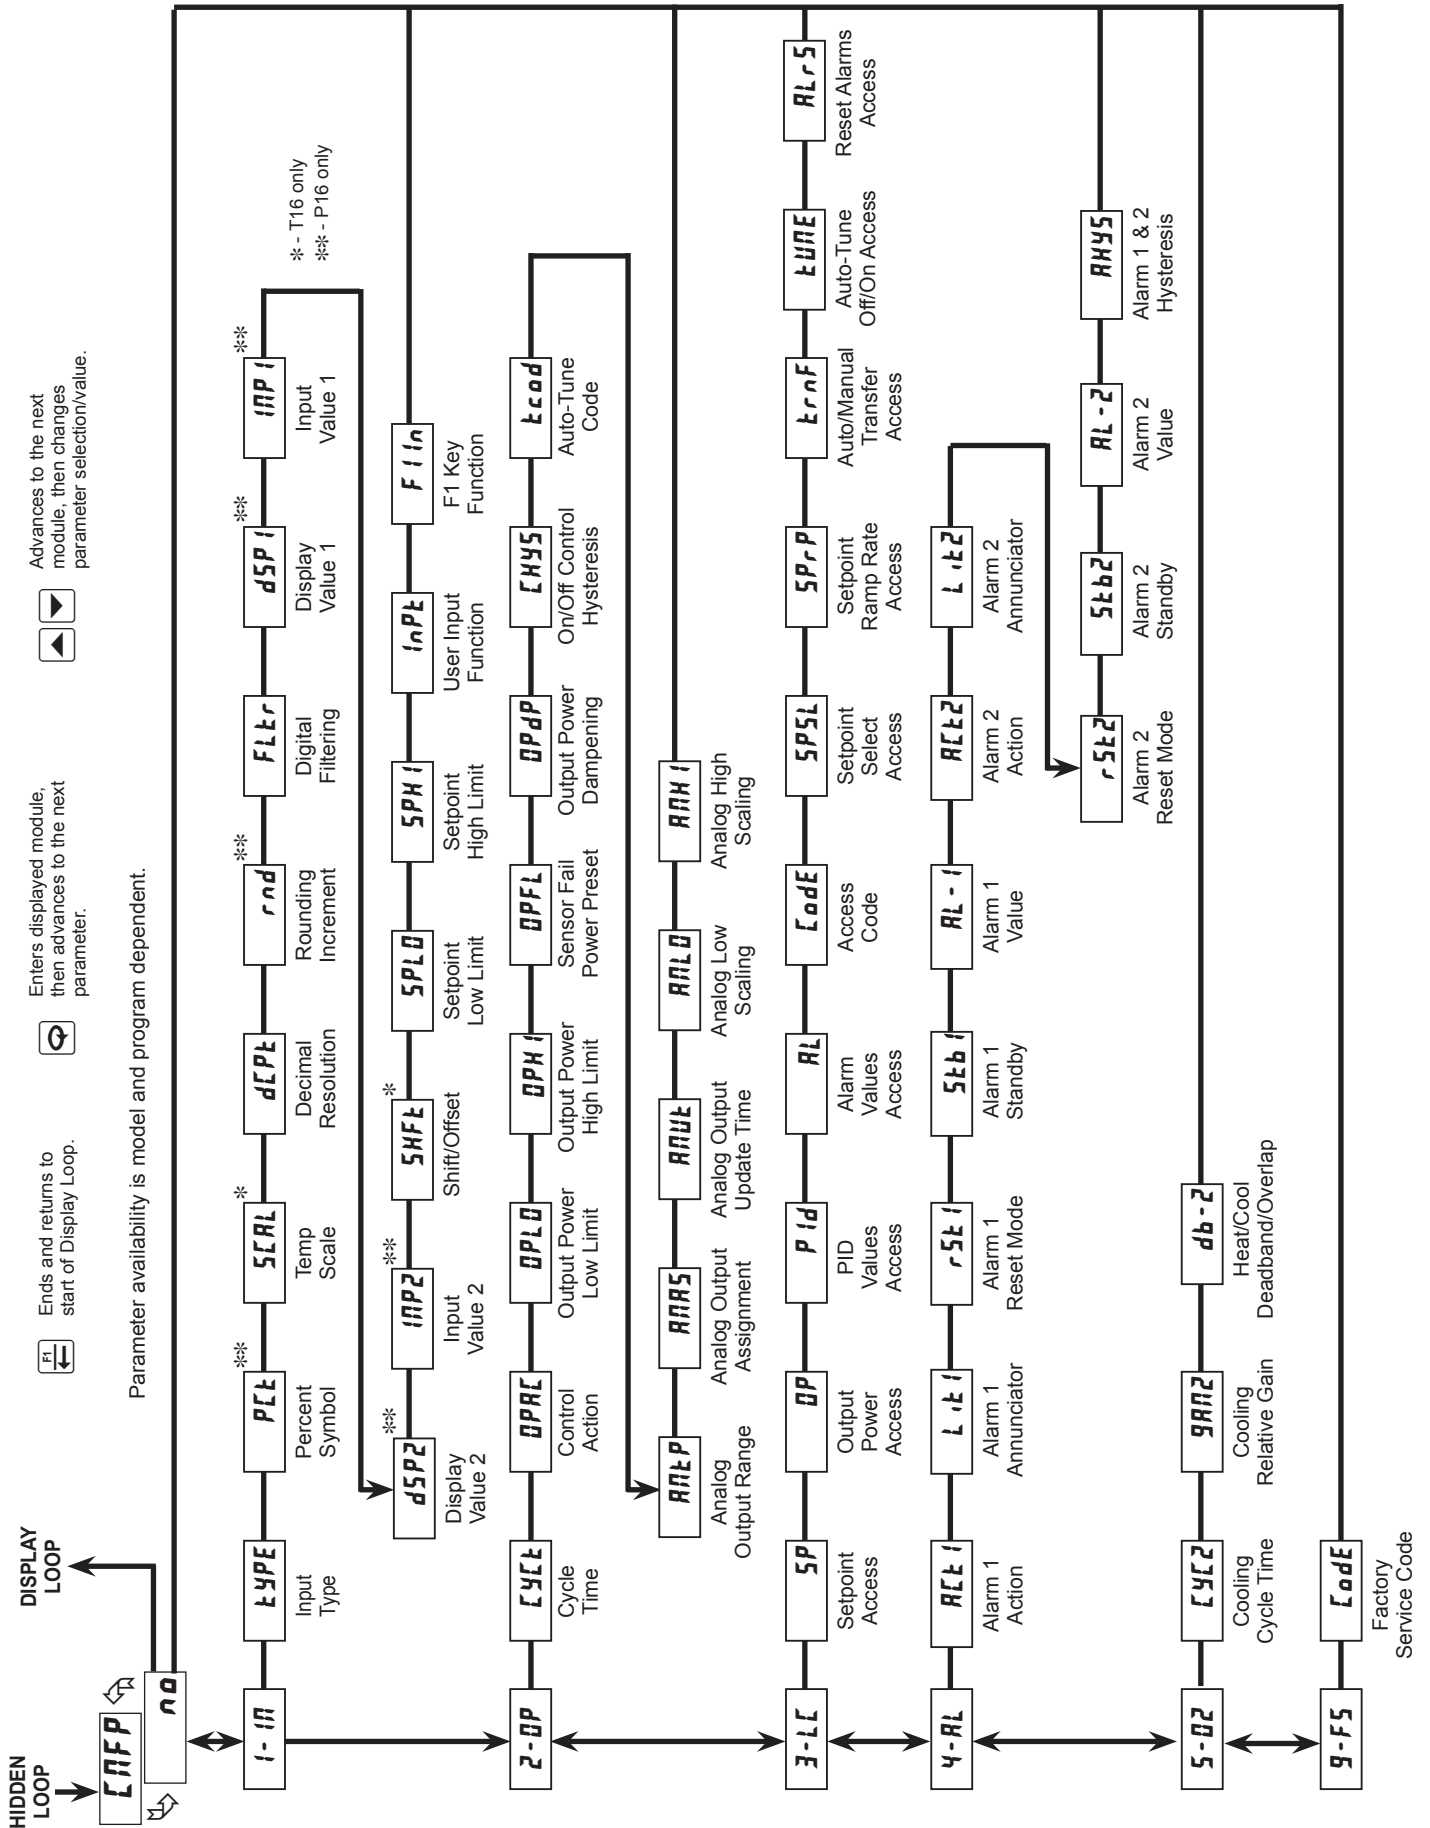 HIDDEN
LOOP
DISPLAY
LOOP
F1
Ends and returns to
start of Display Loop.
Enters displayed module,
then advances to the next
parameter.
Advances to the next
module, then changes
parameter selection/value.
CNFP
no
Parameter availability is model and program dependent.
* - T16 only
** - P16 only
1-IN
tYPE
Input
Type
PCt
**
Percent
Symbol
SCAL
*
Temp
Scale
dCPt
Decimal
Resolution
rnd
**
Rounding
Increment
FLtr
Digital
Filtering
dSP1
**
Display
Value 1
INP1
**
Input
Value 1
dSP2
**
Display
Value 2
INP2
**
Input
Value 2
SHFt
*
Shift/Offset
SPLO
Setpoint
Low Limit
SPHI
Setpoint
High Limit
InPt
User Input
Function
F1In
F1 Key
Function
2-OP
CYCt
Cycle
Time
OPAC
Control
Action
OPLO
Output Power
Low Limit
OPHI
Output Power
High Limit
OPFL
Sensor Fail
Power Preset
OPdP
Output Power
Dampening
CHYS
On/Off Control
Hysteresis
tcod
Auto-Tune
Code
ANtP
Analog
Output Range
ANAS
Analog Output
Assignment
ANUt
Analog Output
Update Time
ANLO
Analog Low
Scaling
ANHI
Analog High
Scaling
3-LC
SP
Setpoint
Access
OP
Output
Power
Access
PId
PID
Values
Access
AL
Alarm
Values
Access
CodE
Access
Code
SPSL
Setpoint
Select
Access
SPrP
Setpoint
Ramp Rate
Access
trnF
Auto/Manual
Transfer
Access
tUNE
Auto-Tune
Off/On Access
ALrS
Reset Alarms
Access
4-AL
ACt1
Alarm 1
Action
Lit1
Alarm 1
Annunciator
rSt1
Alarm 1
Reset Mode
Stb1
Alarm 1
Standby
AL-1
Alarm 1
Value
ACt2
Alarm 2
Action
Lit2
Alarm 2
Annunciator
rSt2
Alarm 2
Reset Mode
Stb2
Alarm 2
Standby
AL-2
Alarm 2
Value
AHYS
Alarm 1 & 2
Hysteresis
5-O2
CYC2
Cooling
Cycle Time
gAN2
Cooling
Relative Gain
db-2
Heat/Cool
Deadband/Overlap
9-FS
CodE
Factory
Service Code